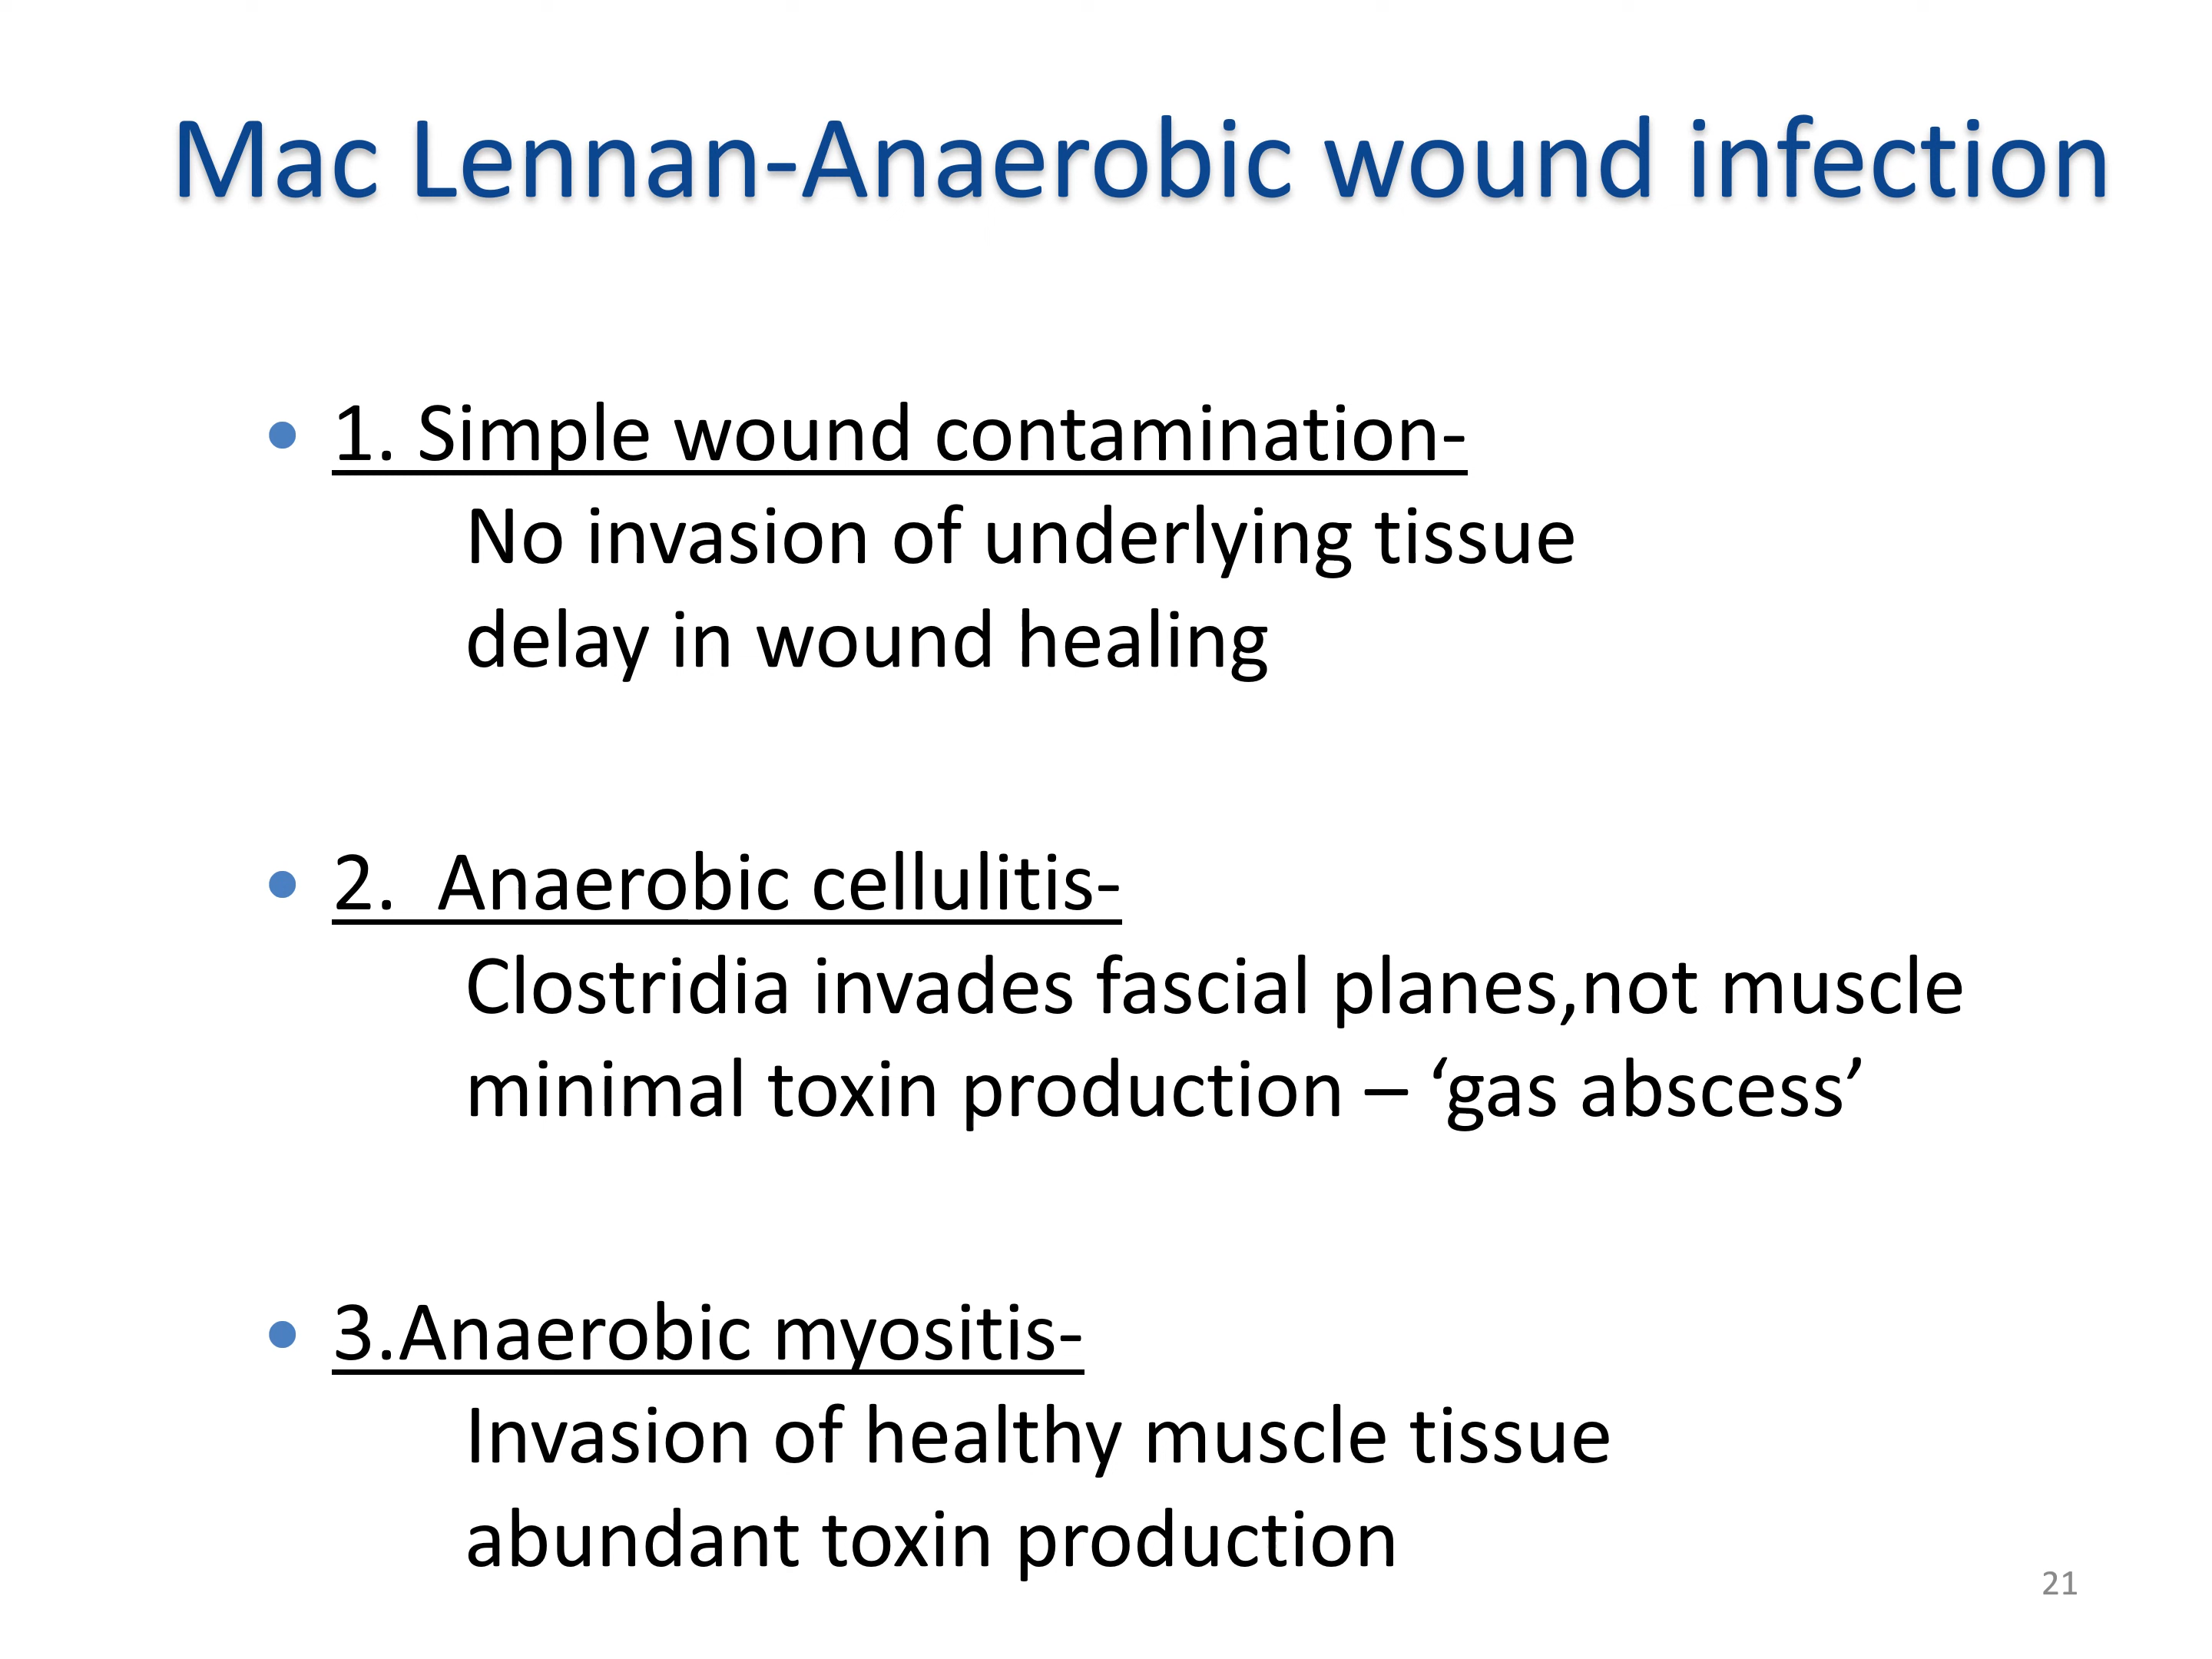 Mac Lennan-Anaerobic wound infection
• 1. Simple wound contamination-
No invasion of underlying tissue
delay in wound healing
• 2.  Anaerobic cellulitis-
Clostridia invades fascial planes,not muscle
minimal toxin production – ‘gas abscess’
• 3.Anaerobic myositis-
Invasion of healthy muscle tissue
abundant toxin production
21